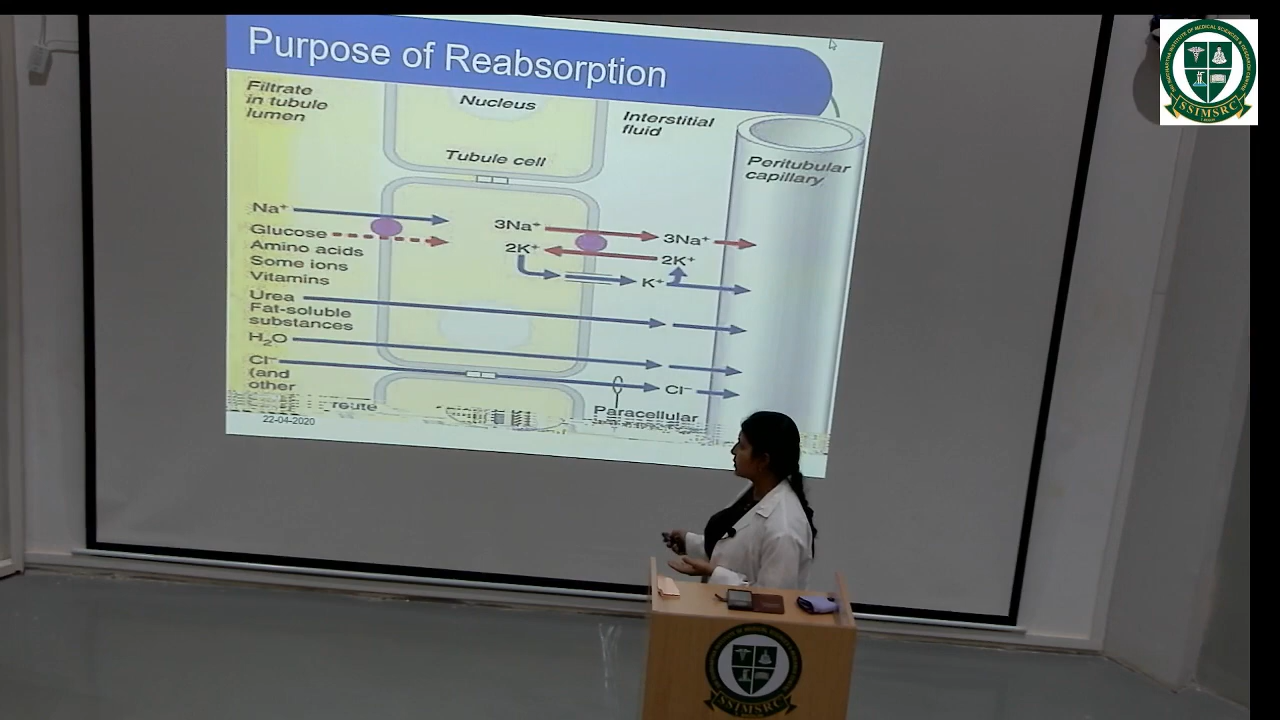 Purpose of Reabsorption
Filtrate
in tubule
lumen
Nucleus
Interstitial
fluid
Tubule cell
Peritubular
capillary
Na⁺
3Na⁺
3Na⁺
Glucose
2K⁺
2K⁺
Amino acids
Some ions
Vitamins
K⁺
Urea
Fat-soluble
substances
H₂O
Cl⁻
(and
other
Cl⁻
route
Paracellular
22-04-2020
SSIMSRC
SSIMSRC